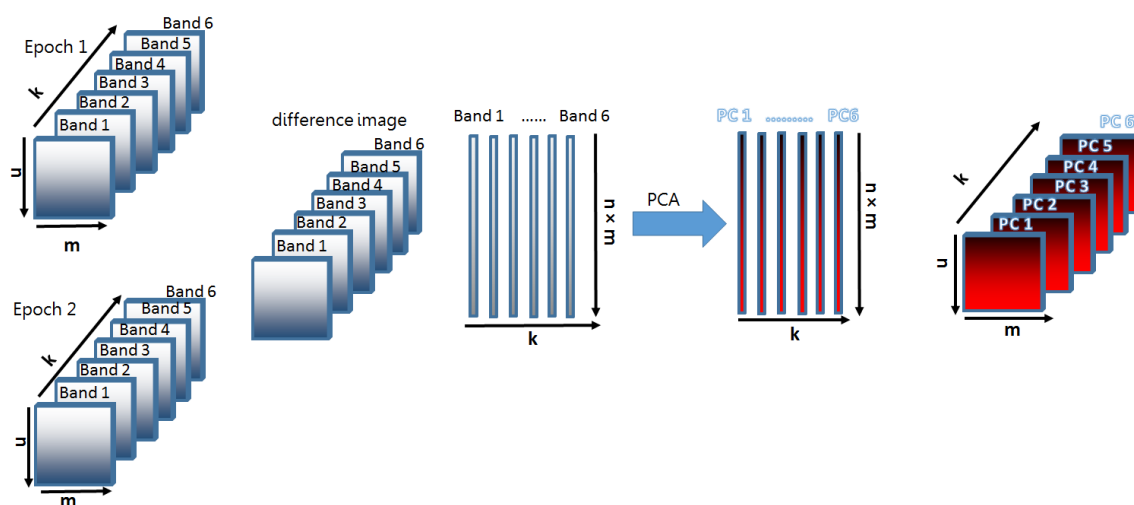 Epoch 1
k
Band 6
Band 5
Band 4
Band 3
Band 2
Band 1
n
m
Epoch 2
k
Band 6
Band 5
Band 4
Band 3
Band 2
Band 1
n
m
difference image
Band 6
Band 5
Band 4
Band 3
Band 2
Band 1
Band 1 ...... Band 6
n × m
k
PCA
PC 1 ......... PC6
n × m
k
k
PC 6
PC 5
PC 4
PC 3
PC 2
PC 1
n
m